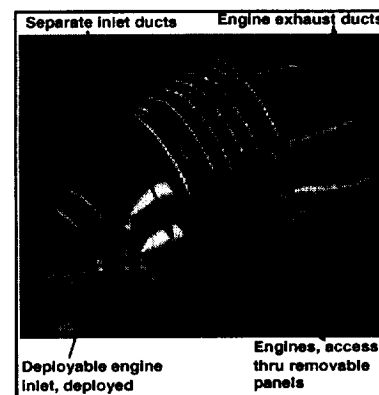 Separate inlet ducts
Engine exhaust ducts
Deployable engine
inlet, deployed
Engines, access
thru removable
panels